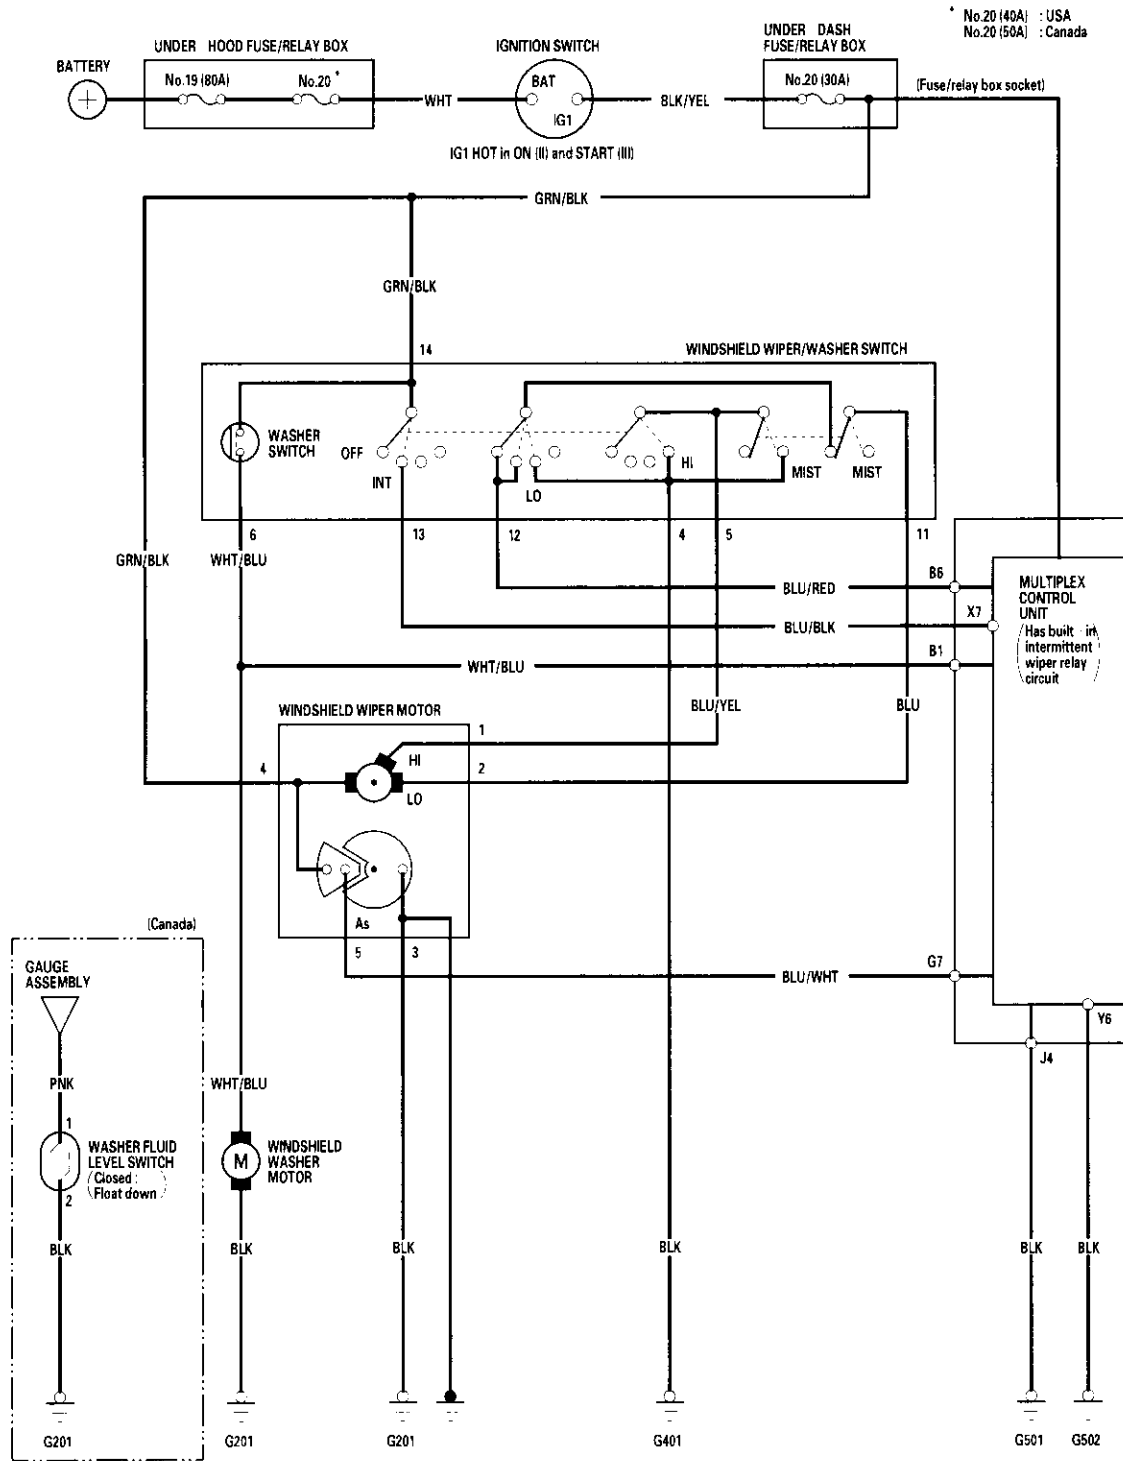 * No.20 (40A) : USA
No.20 (50A) : Canada
UNDER HOOD FUSE/RELAY BOX
IGNITION SWITCH
UNDER DASH
FUSE/RELAY BOX
BATTERY
No.19 (80A)
No.20 *
BAT
No.20 (30A)
(Fuse/relay box socket)
WHT
BLK/YEL
IG1
IG1 HOT in ON (II) and START (III)
GRN/BLK
GRN/BLK
14
WINDSHIELD WIPER/WASHER SWITCH
WASHER
SWITCH
OFF
INT
LO
HI
MIST
MIST
6
13
12
4
5
11
GRN/BLK
WHT/BLU
BLU/RED
B6
MULTIPLEX
CONTROL
UNIT
(Has built - in
intermittent
wiper relay
circuit)
X7
BLU/BLK
B1
WHT/BLU
BLU/YEL
BLU
WINDSHIELD WIPER MOTOR
1
HI
4
2
LO
As
(Canada)
5
3
GAUGE
ASSEMBLY
BLU/WHT
G7
Y6
J4
PNK
WHT/BLU
1
WASHER FLUID
LEVEL SWITCH
(Closed :
Float down)
2
M
WINDSHIELD
WASHER
MOTOR
BLK
BLK
BLK
BLK
BLK
BLK
G201
G201
G201
G401
G501
G502